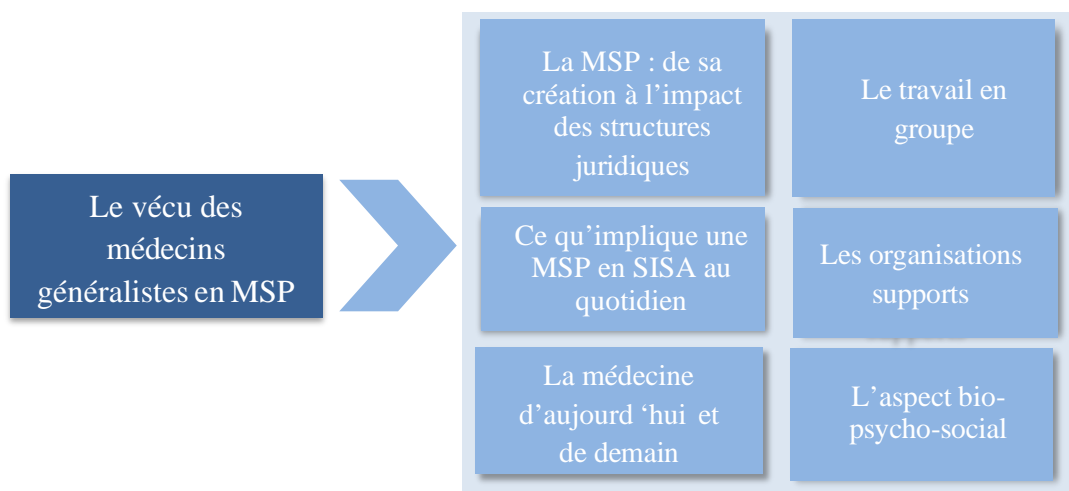 Le vécu des
médecins
généralistes en MSP
La MSP : de sa
création à l’impact
des structures
juridiques
Le travail en
groupe
Ce qu’implique une
MSP en SISA au
quotidien
Les organisations
supports
La médecine
d’aujourd ‘hui et
de demain
L’aspect bio-
psycho-social